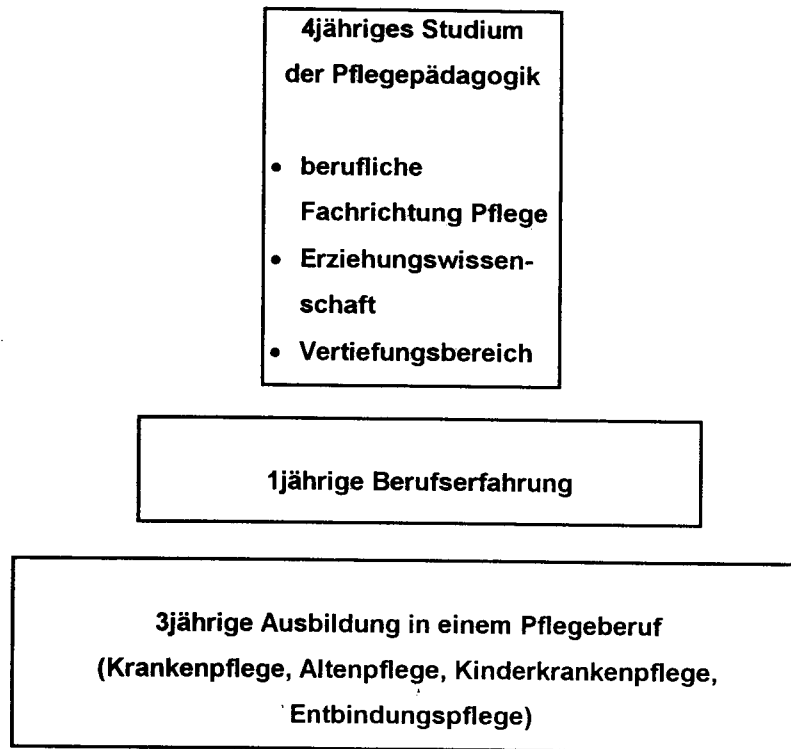 4jähriges Studium
der Pflegepädagogik
• berufliche
Fachrichtung Pflege
• Erziehungswissen-
schaft
• Vertiefungsbereich
1jährige Berufserfahrung
3jährige Ausbildung in einem Pflegeberuf
(Krankenpflege, Altenpflege, Kinderkrankenpflege,
Entbindungspflege)